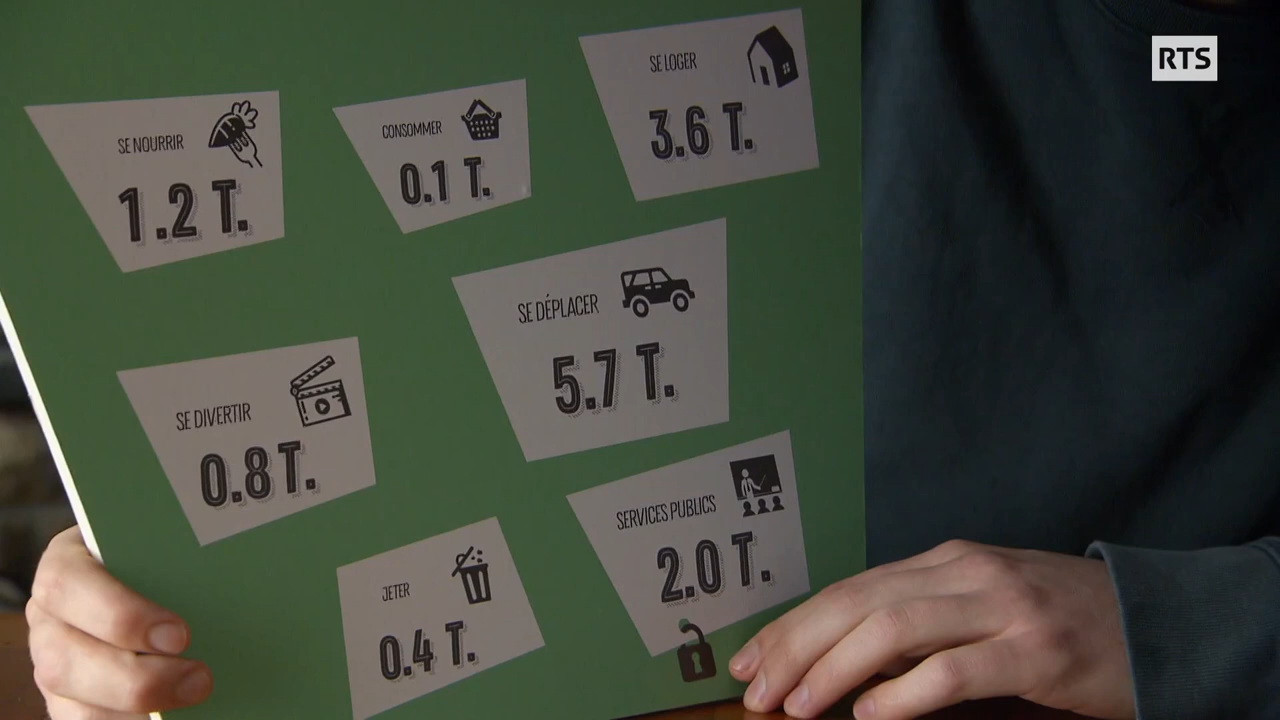 RTS
SE LOGER
3.6 T.
SE NOURRIR
1.2 T.
CONSOMMER
0.1 T.
SE DÉPLACER
5.7 T.
SE DIVERTIR
0.8 T.
SERVICES PUBLICS
2.0 T.
JETER
0.4 T.